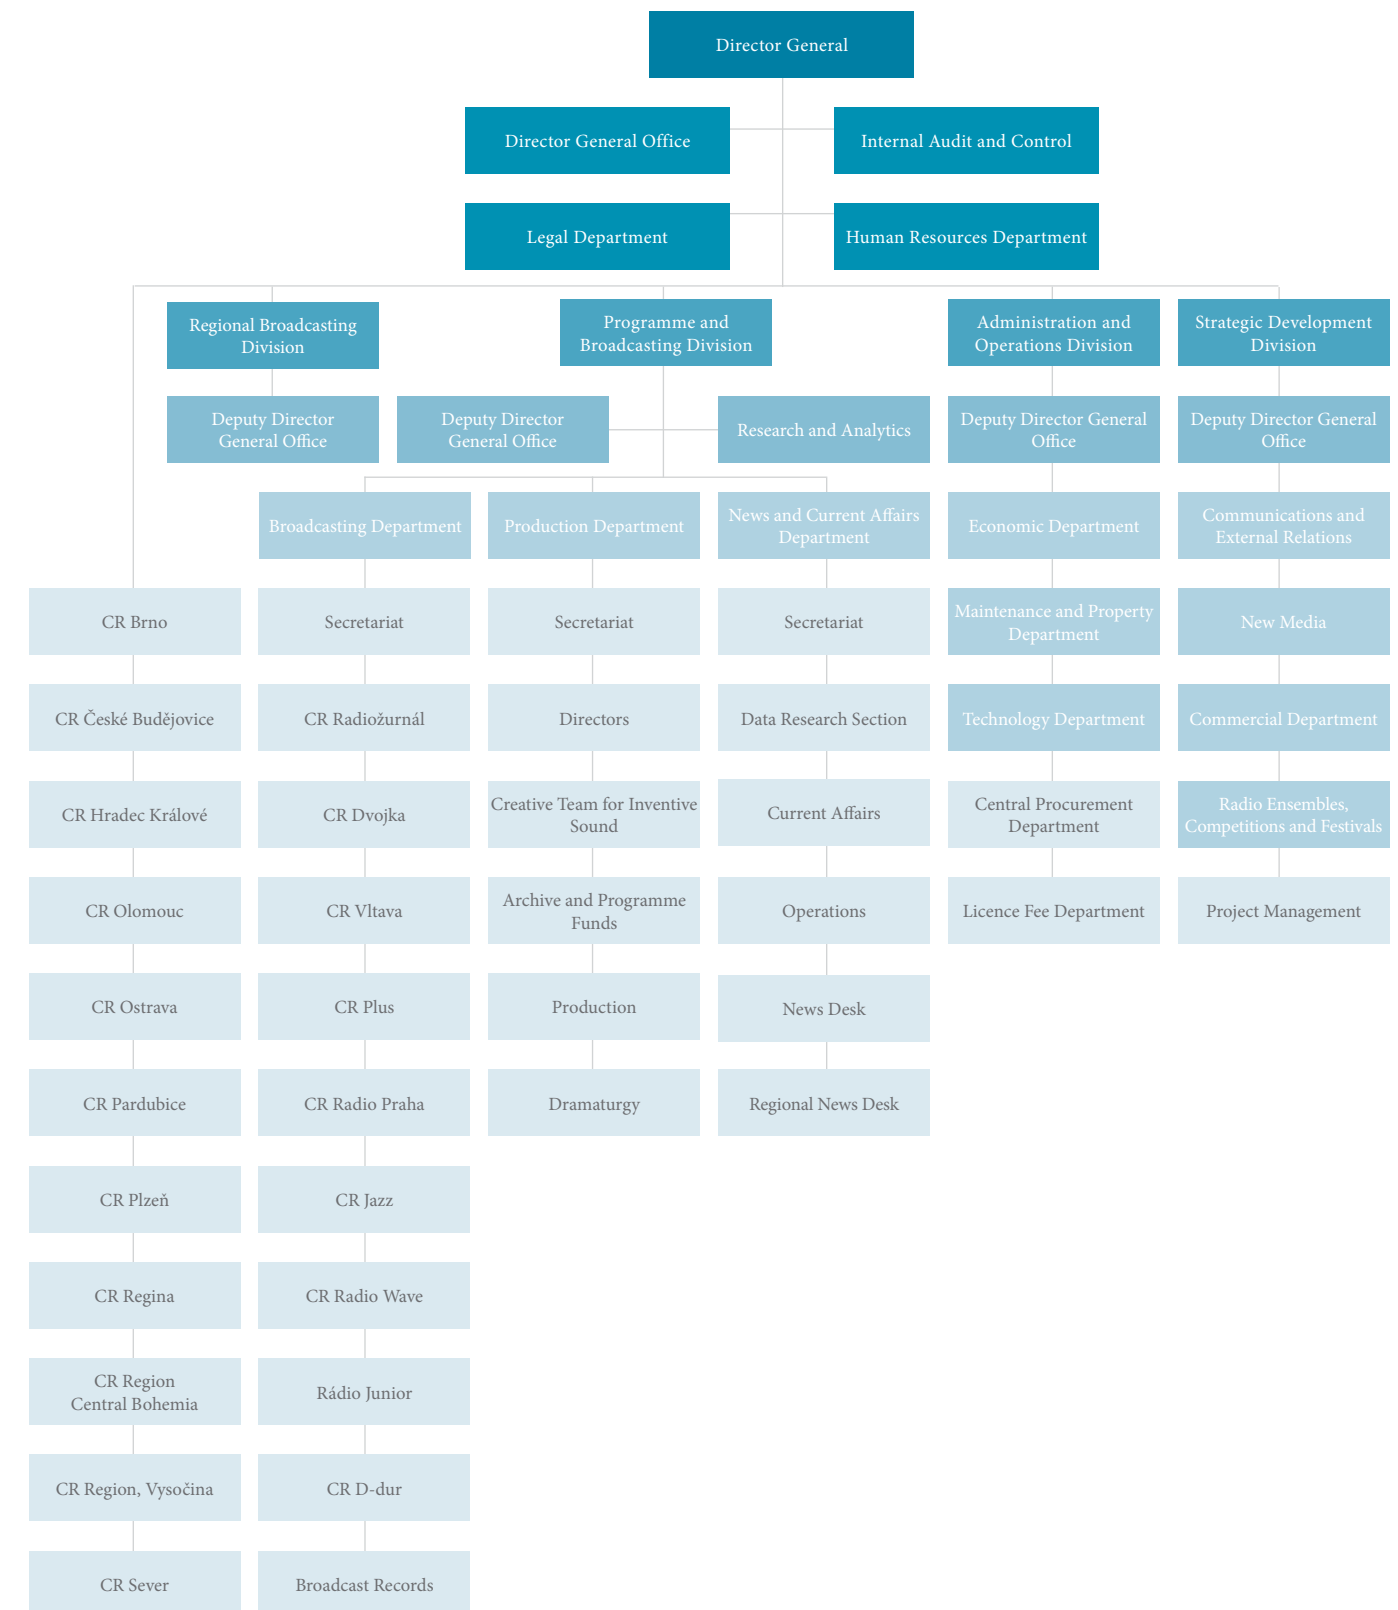 Director General
Director General Office
Internal Audit and Control
Legal Department
Human Resources Department
Regional Broadcasting
Division
Programme and
Broadcasting Division
Administration and
Operations Division
Strategic Development
Division
Deputy Director
General Office
Deputy Director
General Office
Research and Analytics
Deputy Director General
Office
Deputy Director General
Office
Broadcasting Department
Production Department
News and Current Affairs
Department
Economic Department
Communications and
External Relations
CR Brno
Secretariat
Secretariat
Secretariat
Maintenance and Property
Department
New Media
CR České Budějovice
CR Radiožurnál
Directors
Data Research Section
Technology Department
Commercial Department
CR Hradec Králové
CR Dvojka
Creative Team for Inventive
Sound
Current Affairs
Central Procurement
Department
Radio Ensembles,
Competitions and Festivals
CR Olomouc
CR Vltava
Archive and Programme
Funds
Operations
Licence Fee Department
Project Management
CR Ostrava
CR Plus
Production
News Desk
CR Pardubice
CR Radio Praha
Dramaturgy
Regional News Desk
CR Plzeň
CR Jazz
CR Regina
CR Radio Wave
CR Region
Central Bohemia
Rádio Junior
CR Region, Vysočina
CR D-dur
CR Sever
Broadcast Records